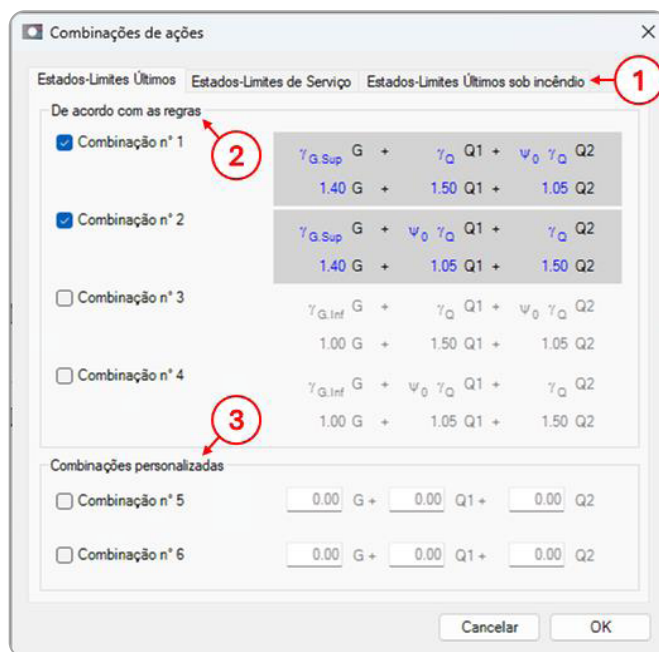 Combinações de ações
Estados-Limites Últimos Estados-Limites de Serviço Estados-Limites Últimos sob incêndio
1
De acordo com as regras
2
Combinação n° 1
γG.Sup G + γQ Q1 + Ψ0 γQ Q2
1.40 G + 1.50 Q1 + 1.05 Q2
Combinação n° 2
γG.Sup G + Ψ0 γQ Q1 + γQ Q2
1.40 G + 1.05 Q1 + 1.50 Q2
Combinação n° 3
γG.Inf G + γQ Q1 + Ψ0 γQ Q2
1.00 G + 1.50 Q1 + 1.05 Q2
Combinação n° 4
γG.Inf G + Ψ0 γQ Q1 + γQ Q2
1.00 G + 1.05 Q1 + 1.50 Q2
3
Combinações personalizadas
Combinação n° 5 0.00 G + 0.00 Q1 + 0.00 Q2
Combinação n° 6 0.00 G + 0.00 Q1 + 0.00 Q2
Cancelar OK